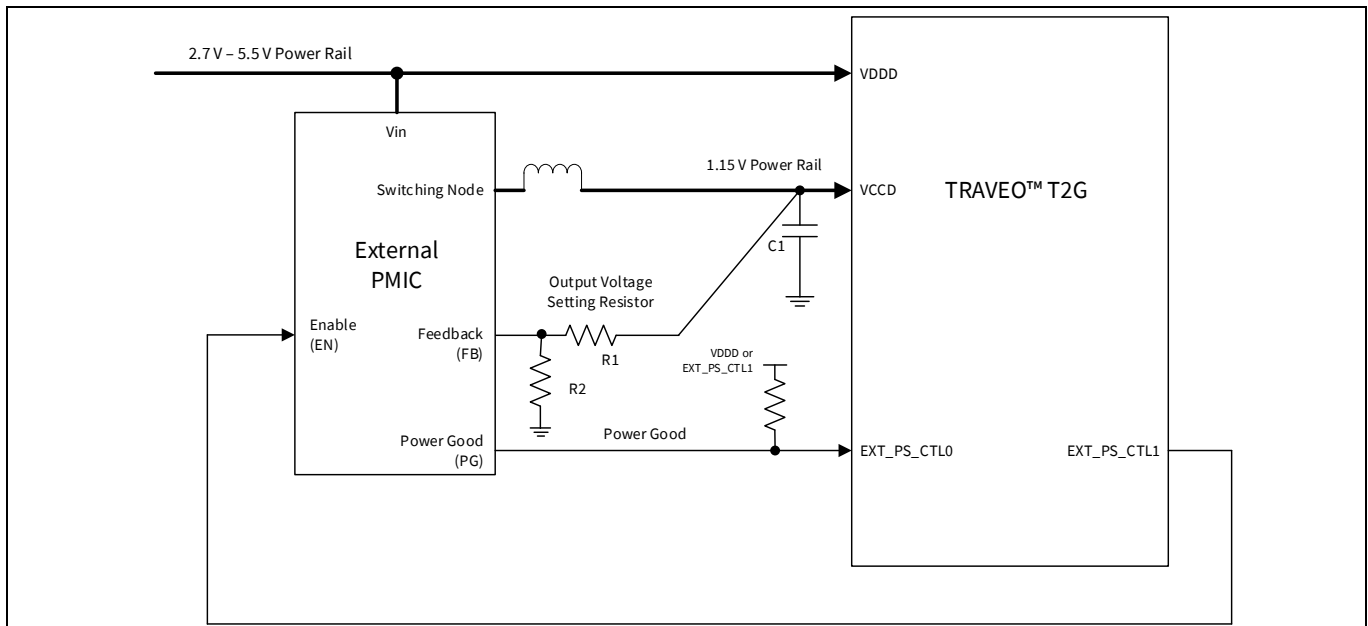 2.7 V – 5.5 V Power Rail
VDDD
Vin
1.15 V Power Rail
Switching Node
VCCD
TRAVEO™ T2G
C1
External
PMIC
Output Voltage
Setting Resistor
Enable
(EN)
Feedback
(FB)
R1
VDDD or
EXT_PS_CTL1
R2
Power Good
(PG)
Power Good
EXT_PS_CTL0
EXT_PS_CTL1